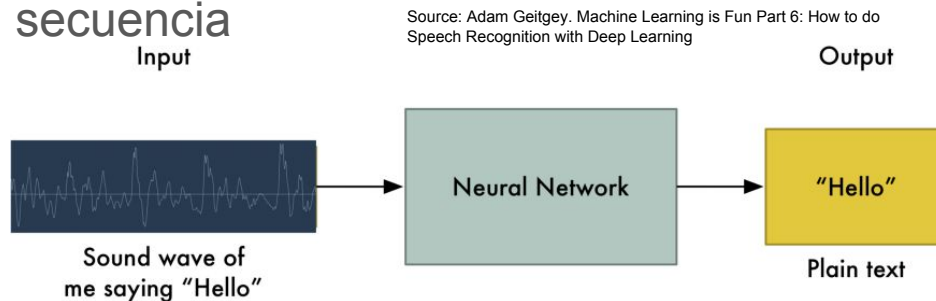 secuencia
Source: Adam Geitgey. Machine Learning is Fun Part 6: How to do
Speech Recognition with Deep Learning
Input
Output
Neural Network
“Hello”
Sound wave of
me saying “Hello”
Plain text